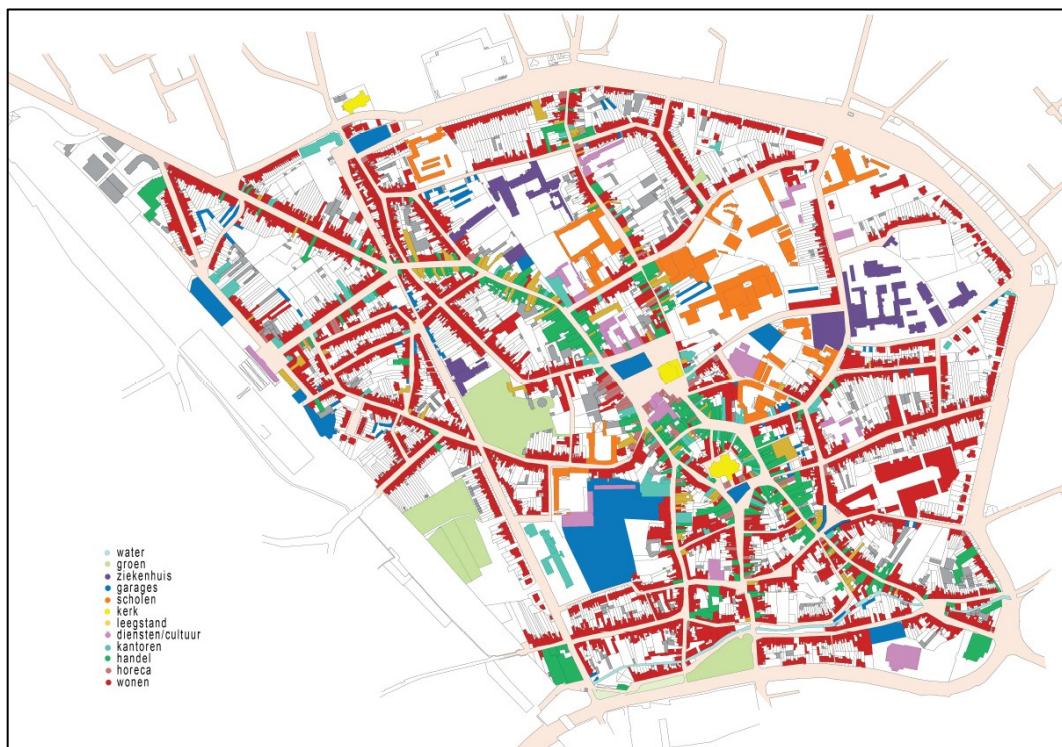 water
groen
ziekenhuis
garages
scholen
kerk
leegstand
diensten/cultuur
kantoren
handel
horeca
wonen